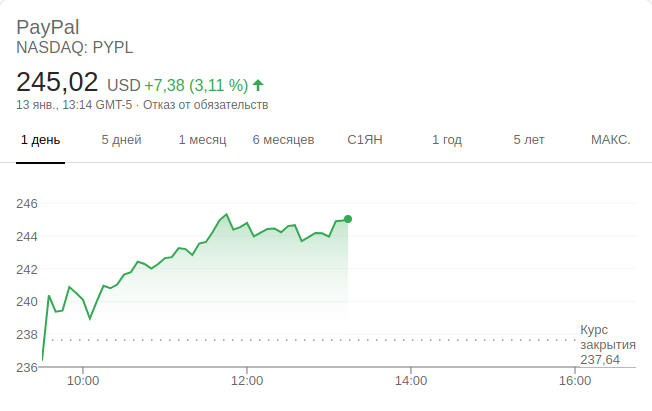 PayPal
NASDAQ: PYPL
245,02 USD +7,38 (3,11 %)
13 янв., 13:14 GMT-5 · Отказ от обязательств
1 день 5 дней 1 месяц 6 месяцев С1ЯН 1 год 5 лет МАКС.
246
244
242
240
238
236
Курс
закрытия
237,64
10:00 12:00 14:00 16:00